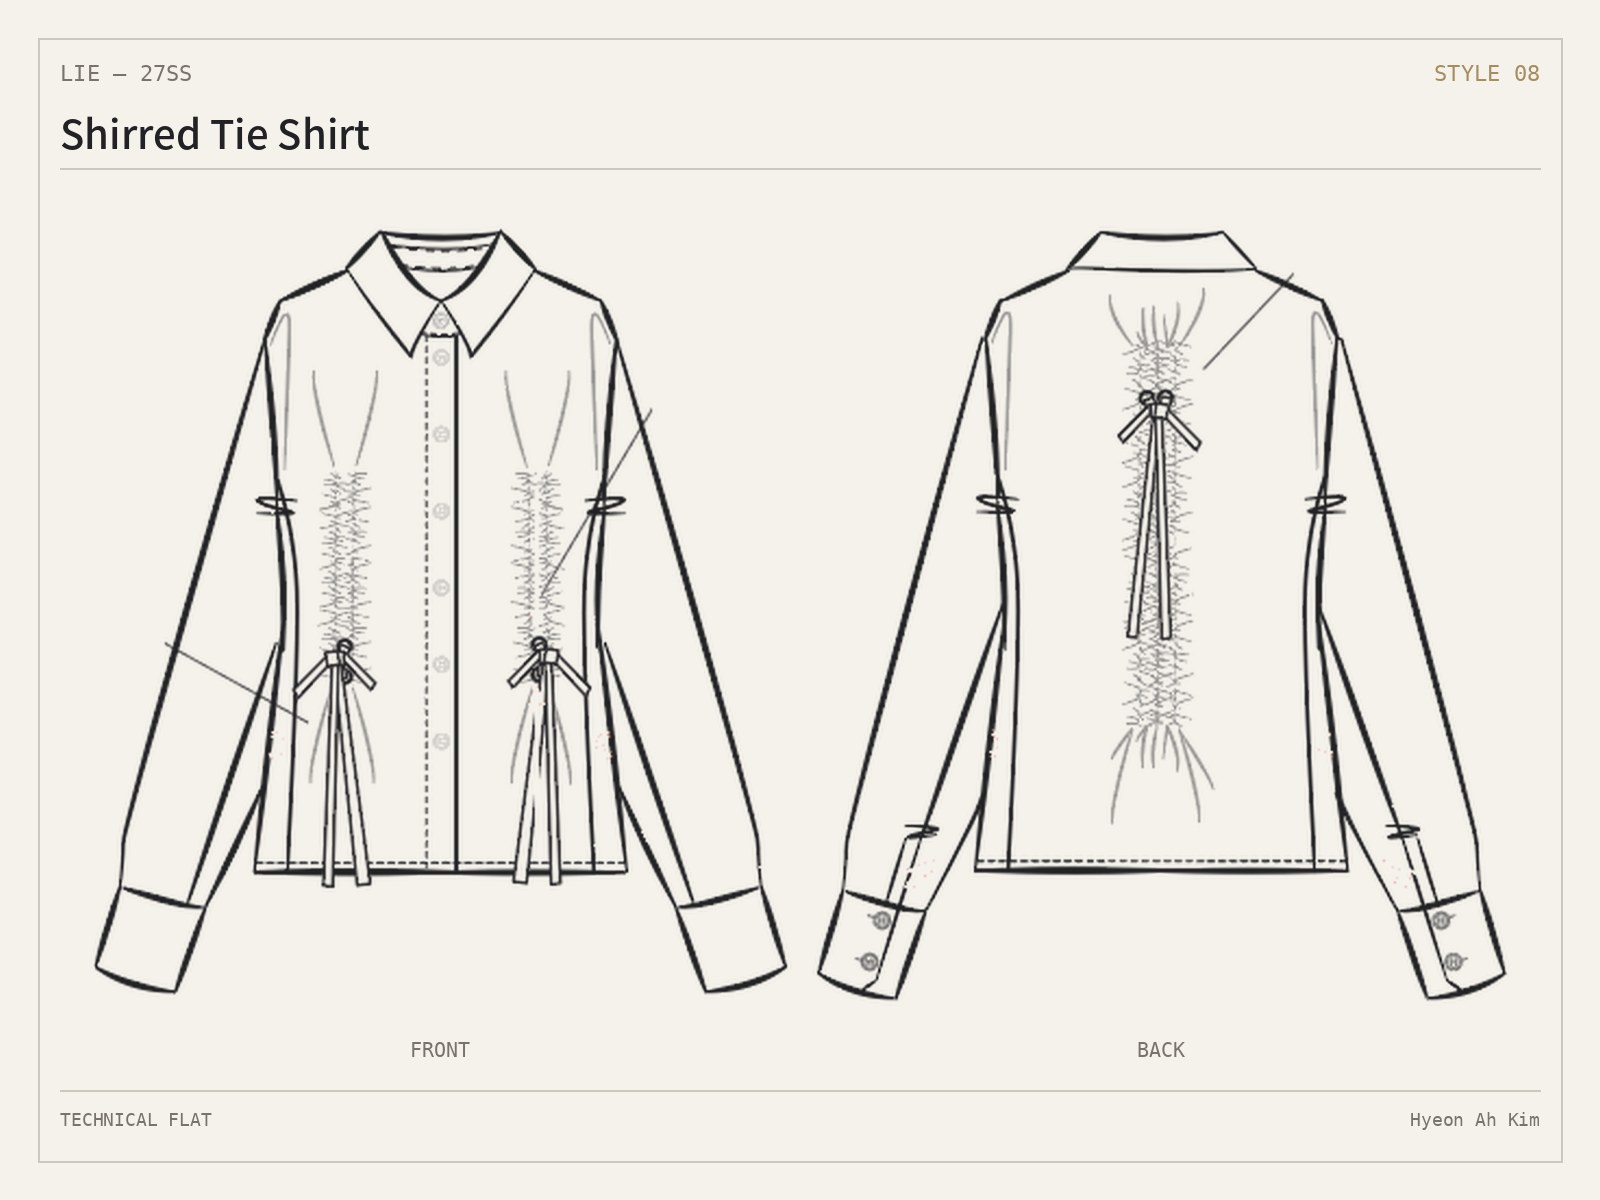 LIE — 27SS
STYLE 08
Shirred Tie Shirt
FRONT
BACK
TECHNICAL FLAT
Hyeon Ah Kim